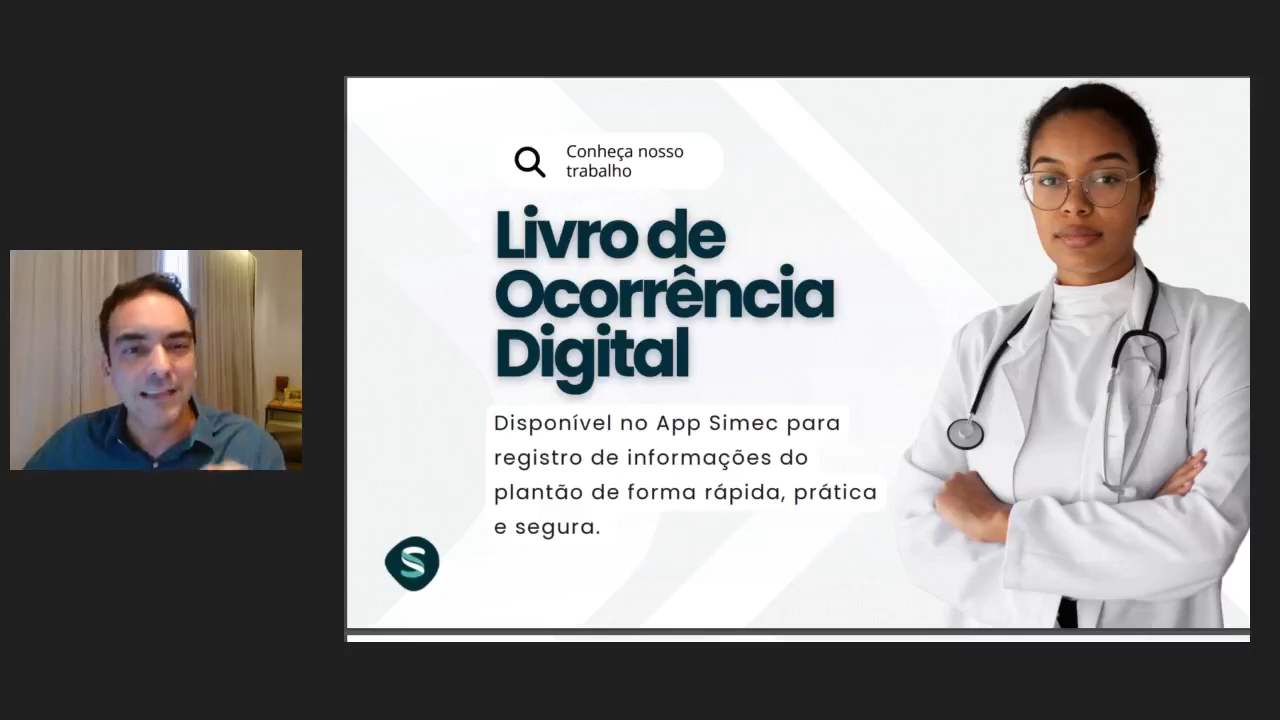 Conheça nosso
trabalho
Livro de
Ocorrência
Digital
Disponível no App Simec para
registro de informações do
plantão de forma rápida, prática
e segura.
S